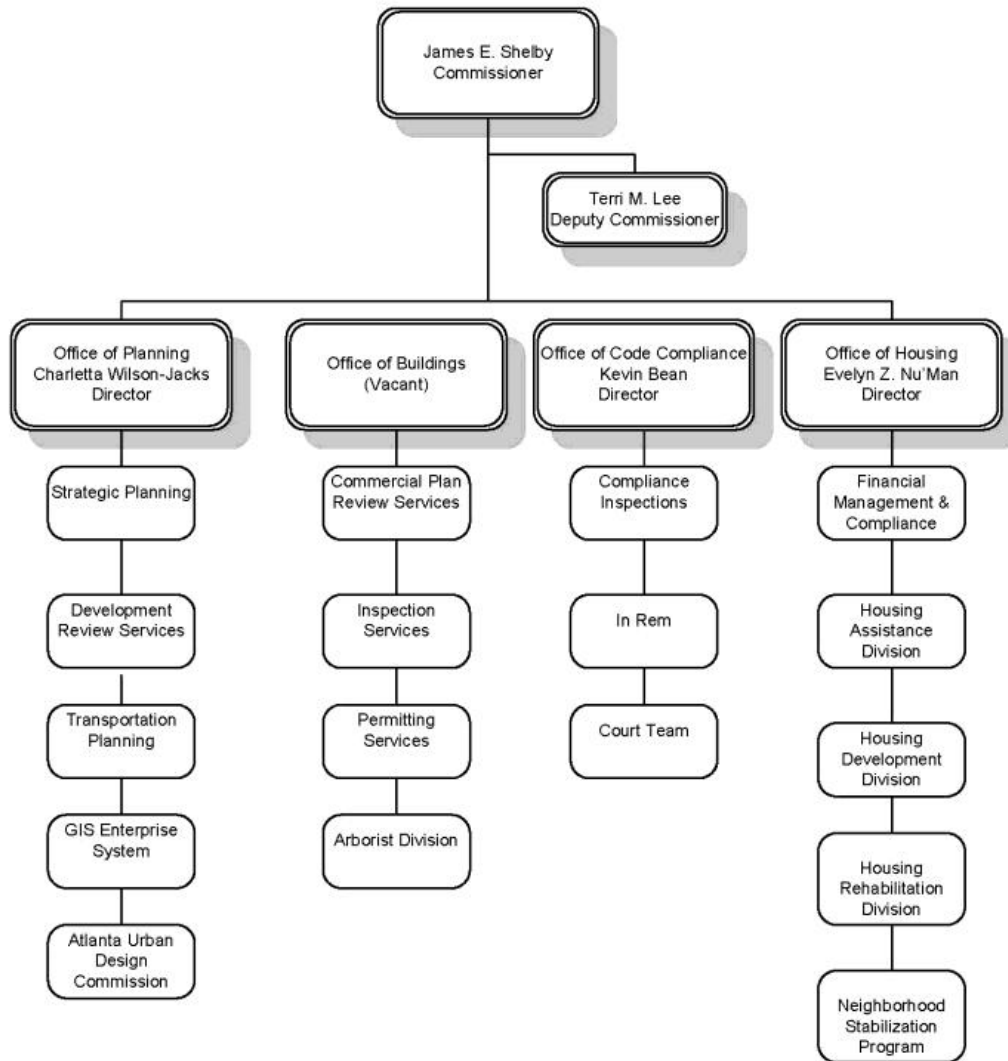 James E. Shelby
Commissioner
Terri M. Lee
Deputy Commissioner
Office of Planning
Charletta Wilson-Jacks
Director
Office of Buildings
(Vacant)
Office of Code Compliance
Kevin Bean
Director
Office of Housing
Evelyn Z. Nu'Man
Director
Strategic Planning
Development
Review Services
Transportation
Planning
GIS Enterprise
System
Atlanta Urban
Design
Commission
Commercial Plan
Review Services
Inspection
Services
Permitting
Services
Arborist Division
Compliance
Inspections
In Rem
Court Team
Financial
Management &
Compliance
Housing
Assistance
Division
Housing
Development
Division
Housing
Rehabilitation
Division
Neighborhood
Stabilization
Program